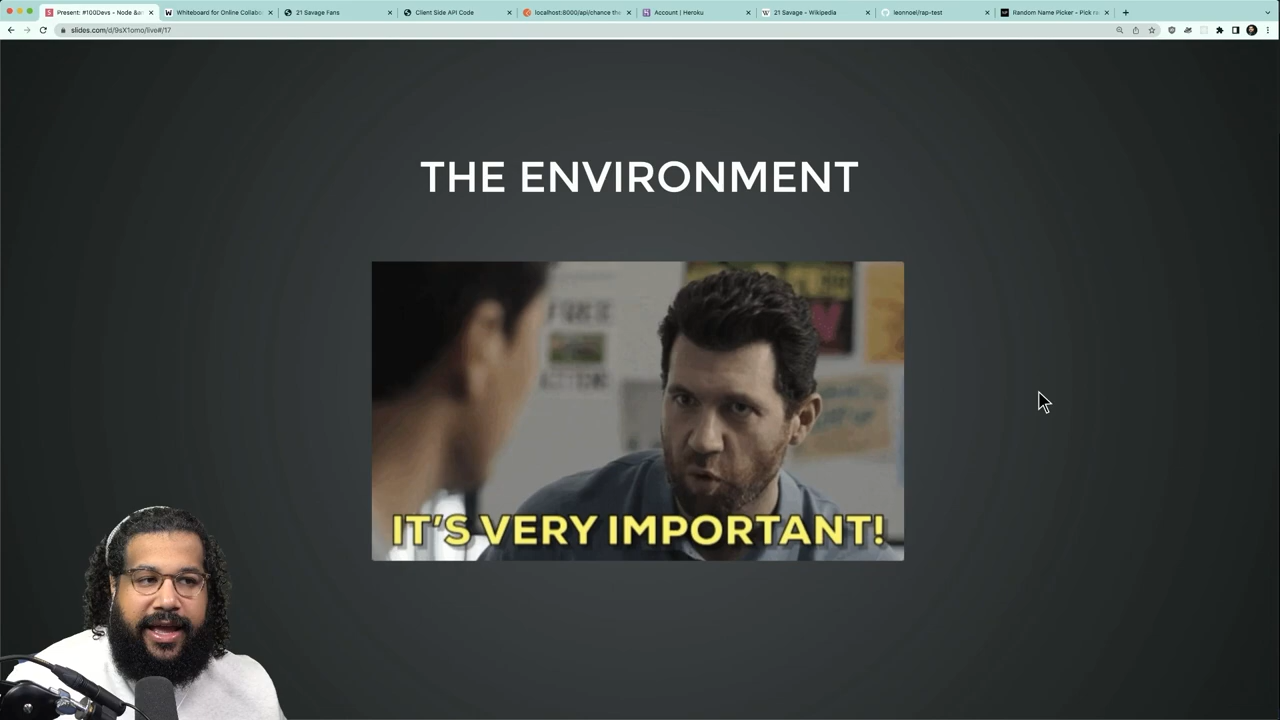 Present: #100Devs - Node &a
Whiteboard for Online Collabo
21 Savage Fans
Client Side API Code
localhost:8000/api/chance the
Account | Heroku
21 Savage - Wikipedia
leonnoel/rap-test
Random Name Picker - Pick ra
slides.com/d/9sX1omo/live#/17
THE ENVIRONMENT
IT'S VERY IMPORTANT!